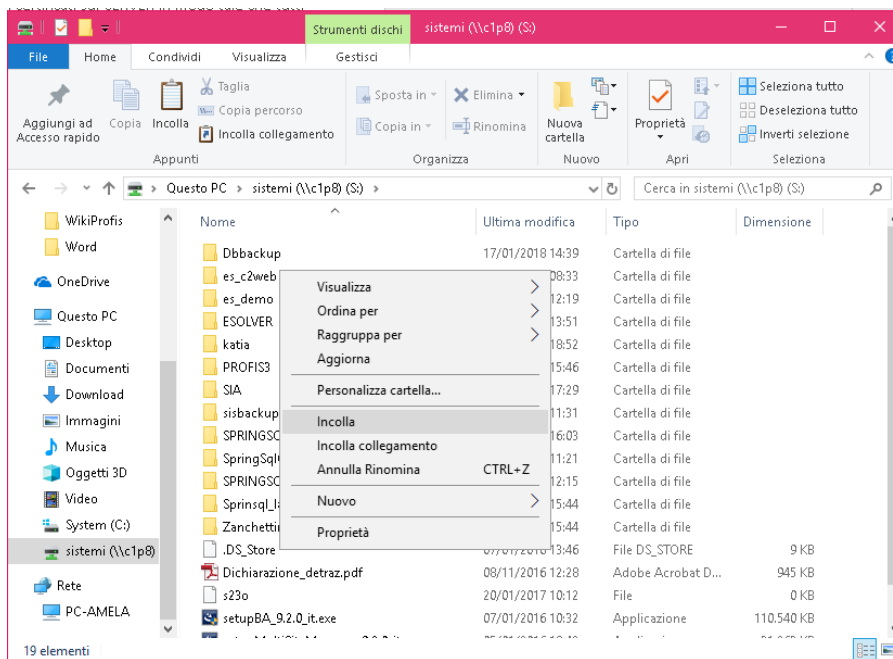 Strumenti dischi
sistemi (\\c1p8) (S:)
File
Home
Condividi
Visualizza
Gestisci
Aggiungi ad
Accesso rapido
Copia
Incolla
Taglia
Copia percorso
Incolla collegamento
Appunti
Sposta in
Copia in
Elimina
Rinomina
Organizza
Nuova
cartella
Nuovo
Proprietà
Apri
Seleziona tutto
Deseleziona tutto
Inverti selezione
Seleziona
Questo PC > sistemi (\\c1p8) (S:) >
Cerca in sistemi (\\c1p8) (S:)
WikiProfis
Word
OneDrive
Questo PC
Desktop
Documenti
Download
Immagini
Musica
Oggetti 3D
Video
System (C:)
sistemi (\\c1p8)
Rete
PC-AMELA
Nome Ultima modifica Tipo Dimensione
Dbbackup 17/01/2018 14:39 Cartella di file
es_c2web 08:33 Cartella di file
es_demo 12:19 Cartella di file
ESOLVER 13:51 Cartella di file
katia 18:52 Cartella di file
PROFIS3 15:46 Cartella di file
SIA 17:29 Cartella di file
sisbackup 11:31 Cartella di file
SPRINGSC 16:03 Cartella di file
SpringSql 11:21 Cartella di file
SPRINGSC 12:15 Cartella di file
Sprinsql_l 15:44 Cartella di file
Zanchetti 15:44 Cartella di file
.DS_Store 13:46 File DS_STORE 9 KB
Dichiarazione_detraz.pdf 08/11/2016 12:28 Adobe Acrobat D... 945 KB
s23o 20/01/2017 10:12 File 0 KB
setupBA_9.2.0_it.exe 07/01/2016 10:32 Applicazione 110.540 KB
Visualizza
Ordina per
Raggruppa per
Aggiorna
Personalizza cartella...
Incolla
Incolla collegamento
Annulla Rinomina CTRL+Z
Nuovo
Proprietà
19 elementi